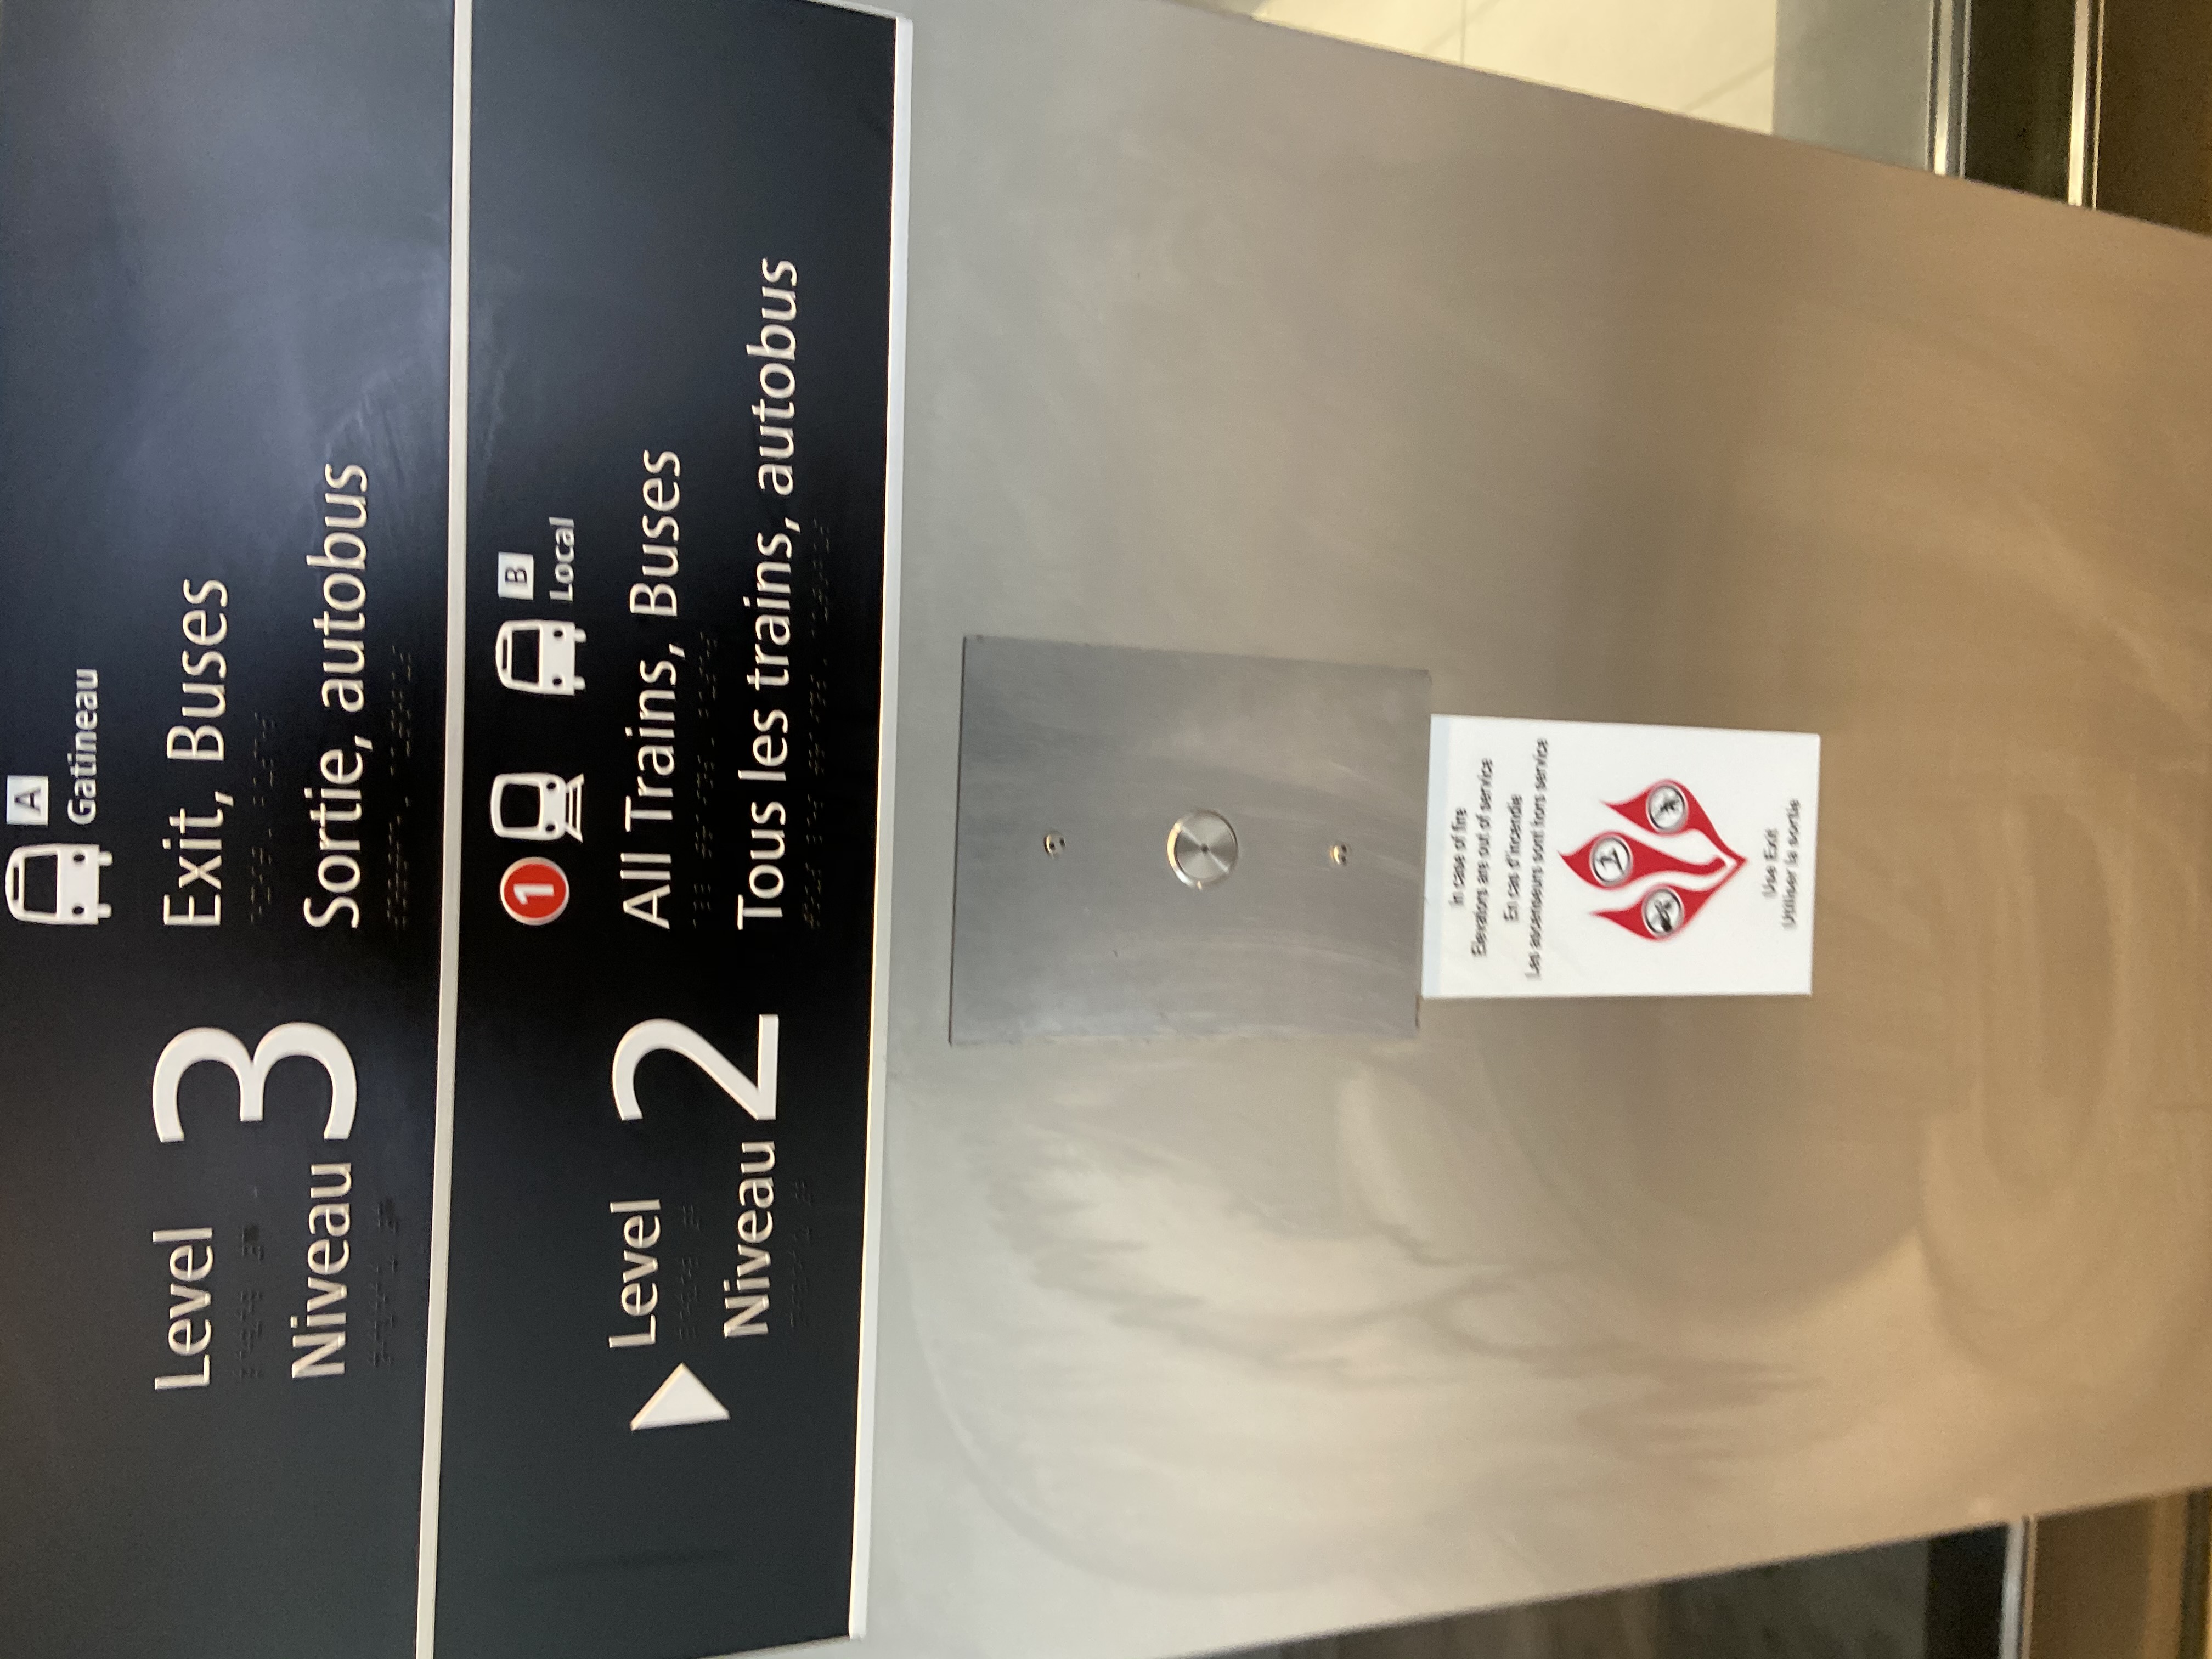 A
Gatineau
Level
Niveau
3
Exit, Buses
Sortie, autobus
1
B
Local
Level
Niveau
2
All Trains, Buses
Tous les trains, autobus
In case of fire
Elevators are out of service
En cas d'incendie
Les ascenseurs sont hors service
Use Exit
Utiliser la sortie